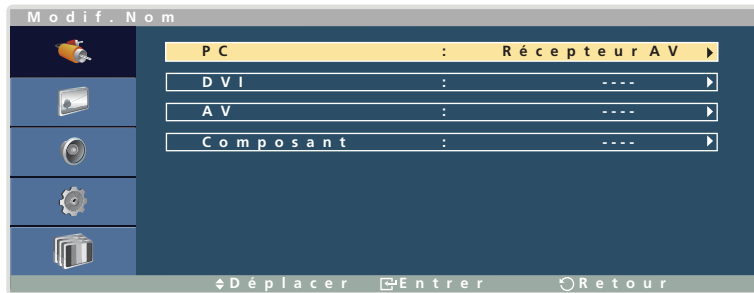 Modif. Nom
PC : Récepteur AV
DVI : ----
AV : ----
Composant : ----
Déplacer Entrer Retour